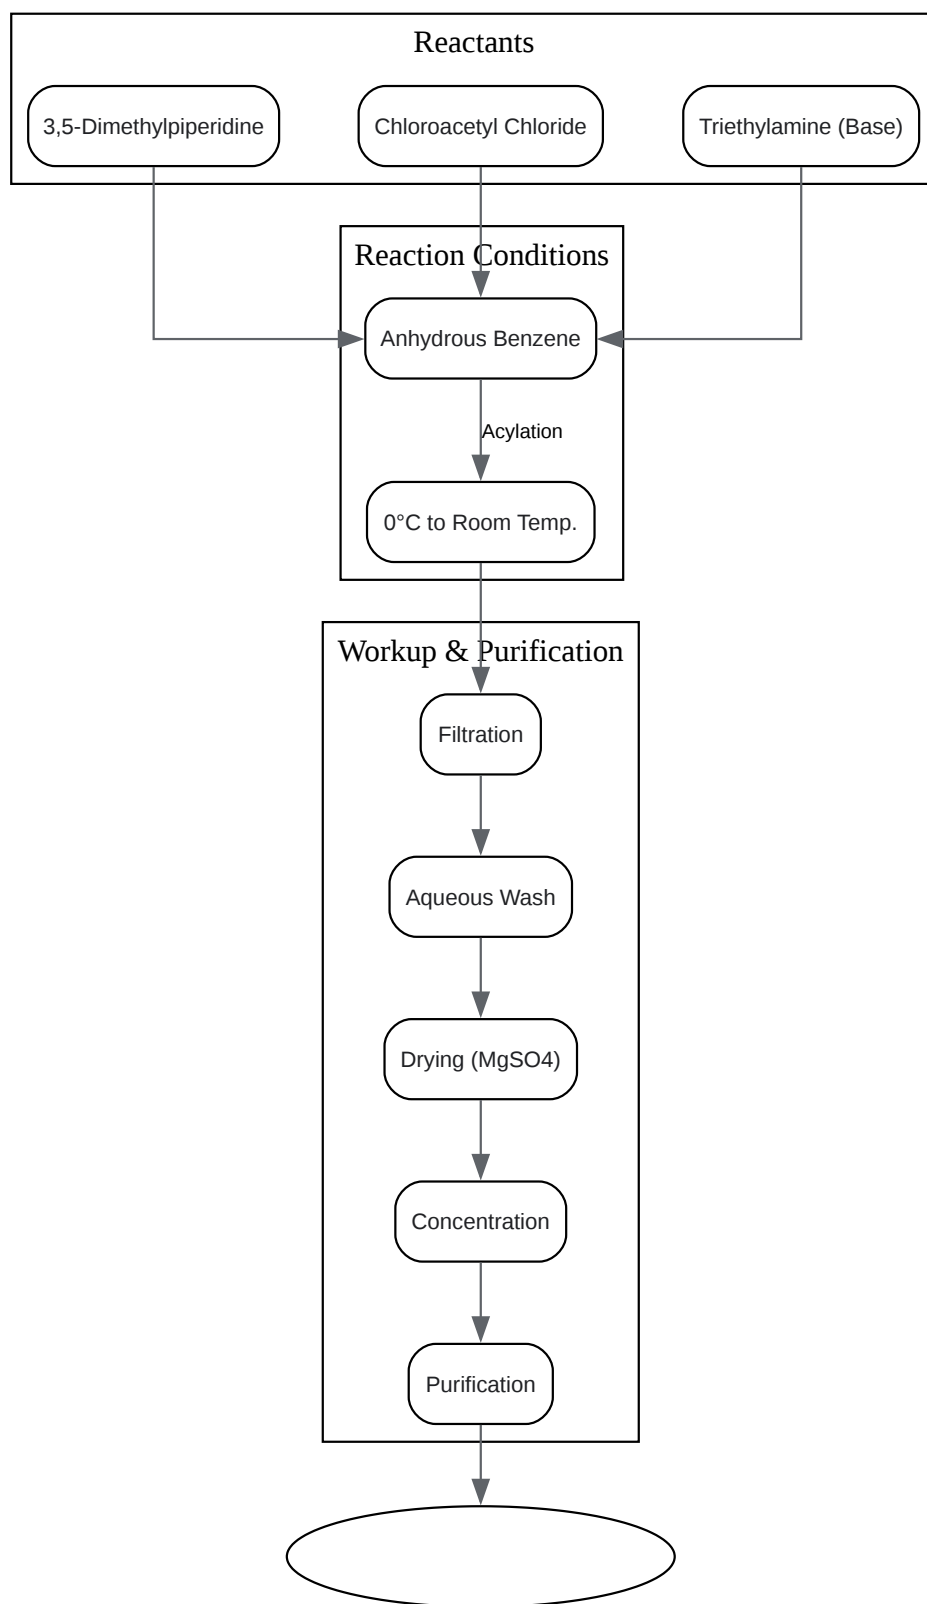 Reactants
3,5-Dimethylpiperidine
Chloroacetyl Chloride
Triethylamine (Base)
Reaction Conditions
Anhydrous Benzene
Acylation
0°C to Room Temp.
Workup & Purification
Filtration
Aqueous Wash
Drying (MgSO4)
Concentration
Purification